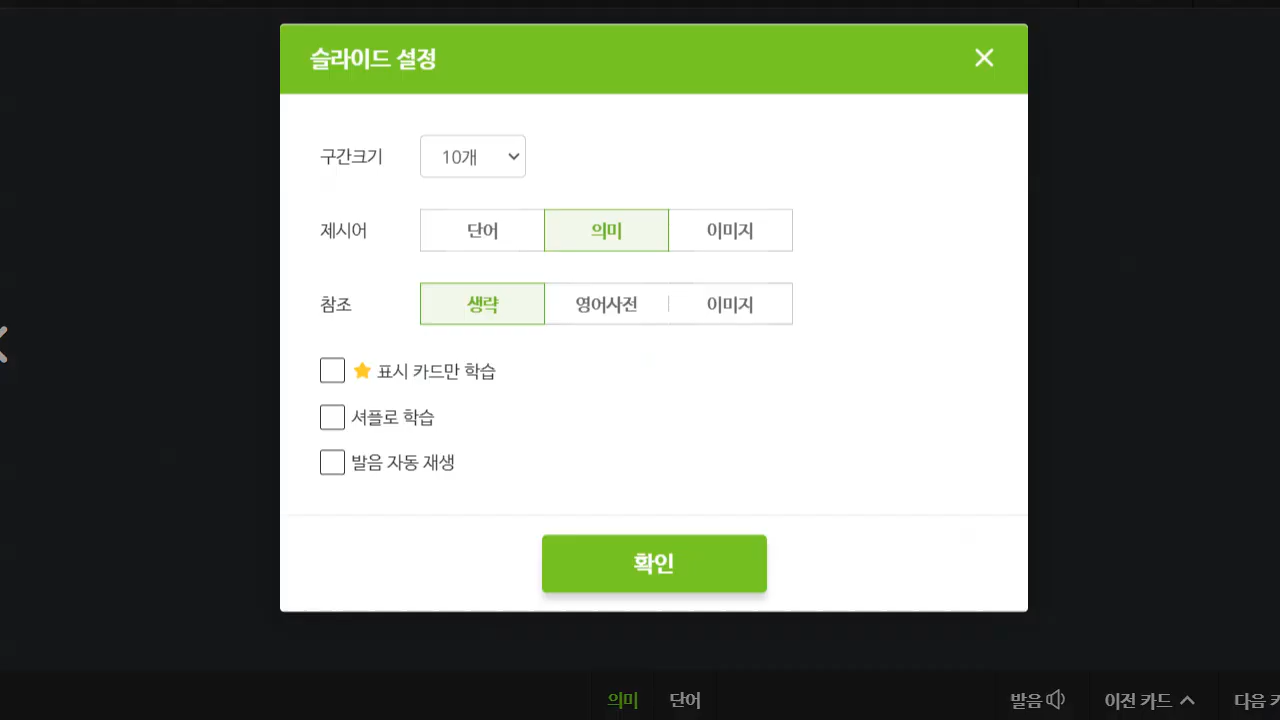 슬라이드 설정
구간크기 10개
제시어 단어 의미 이미지
참조 생략 영어사전 이미지
표시 카드만 학습
셔플로 학습
발음 자동 재생
확인
의미 단어 발음 이전 카드 다음